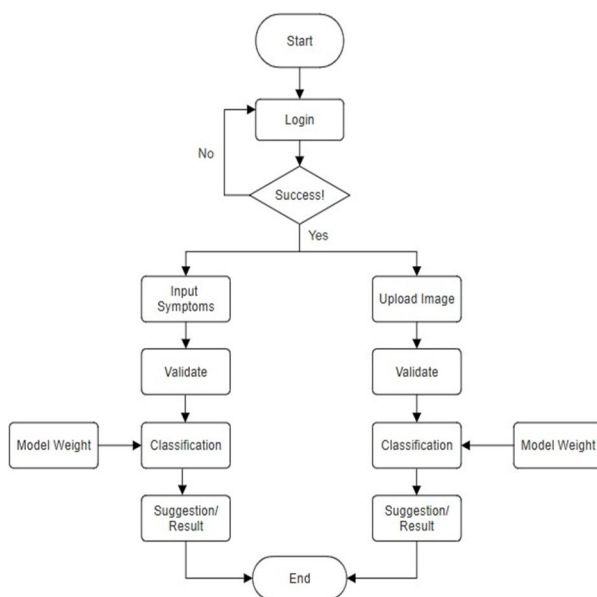 Start
Login
No
Success!
Yes
Input
Symptoms
Upload Image
Validate
Validate
Model Weight
Classification
Classification
Model Weight
Suggestion/
Result
Suggestion/
Result
End